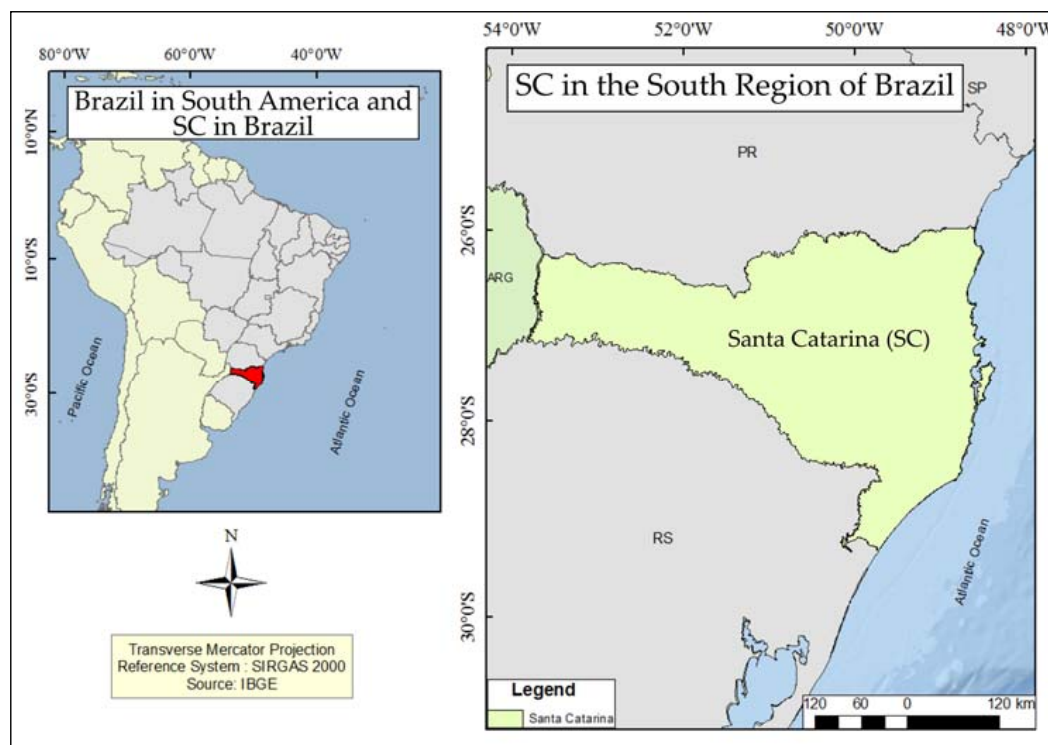 80°0'W 60°0'W 40°0'W
Brazil in South America and
SC in Brazil
10°0'N
10°0'S
30°0'S
Pacific Ocean
Atlantic Ocean
N
Transverse Mercator Projection
Reference System : SIRGAS 2000
Source: IBGE
54°0'W 52°0'W 50°0'W 48°0'W
SC in the South Region of Brazil
SP
PR
26°0'S
ARG
Santa Catarina (SC)
28°0'S
RS
Atlantic Ocean
30°0'S
Legend
Santa Catarina
120 60 0 120 km